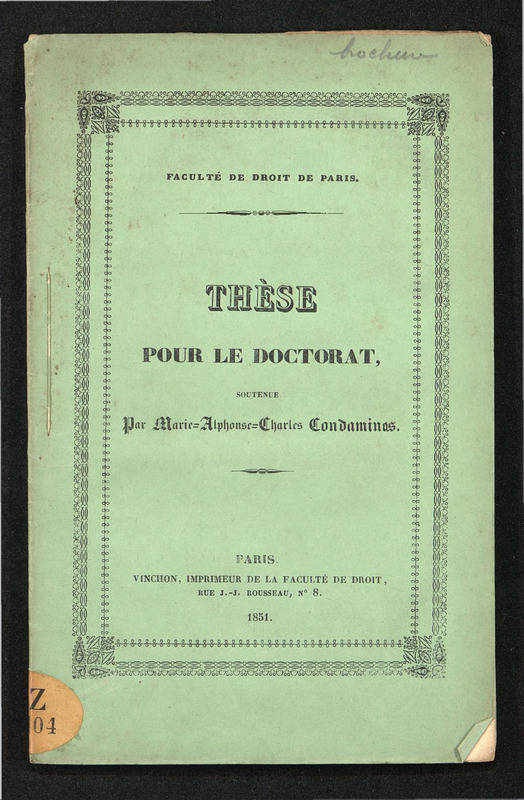 brochure
FACULTÉ DE DROIT DE PARIS.
THÈSE
POUR LE DOCTORAT,
SOUTENUE
Par Marie=Alphonse=Charles Condaminas.
PARIS
VINCHON, IMPRIMEUR DE LA FACULTÉ DE DROIT,
RUE J.-J. ROUSSEAU, N° 8.
1851.
Z
04